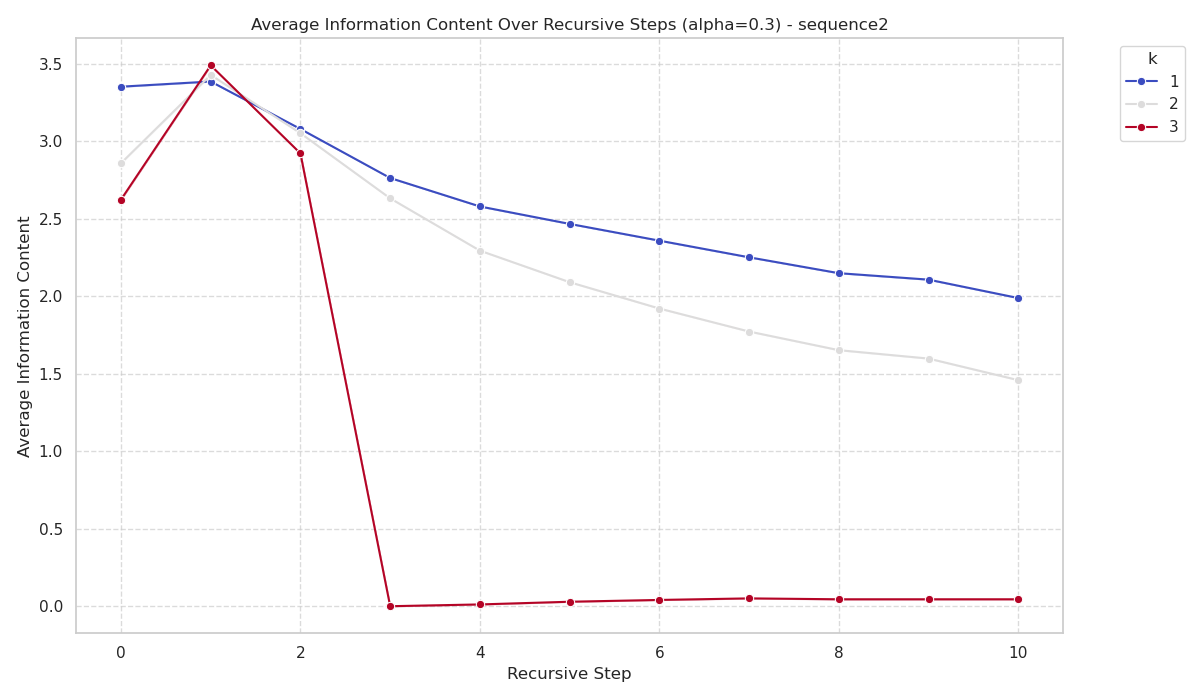 Average Information Content Over Recursive Steps (alpha=0.3) - sequence2
k
1
2
3
3.5
3.0
2.5
2.0
1.5
1.0
0.5
0.0
Average Information Content
0 2 4 6 8 10
Recursive Step